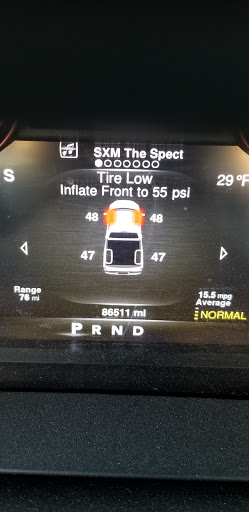 SXM The Spect
Tire Low
S
29°F
Inflate Front to 55 psi
48 48
47 47
Range
76 mi
15.5 mpg
Average
86511 mi
NORMAL
P R N D